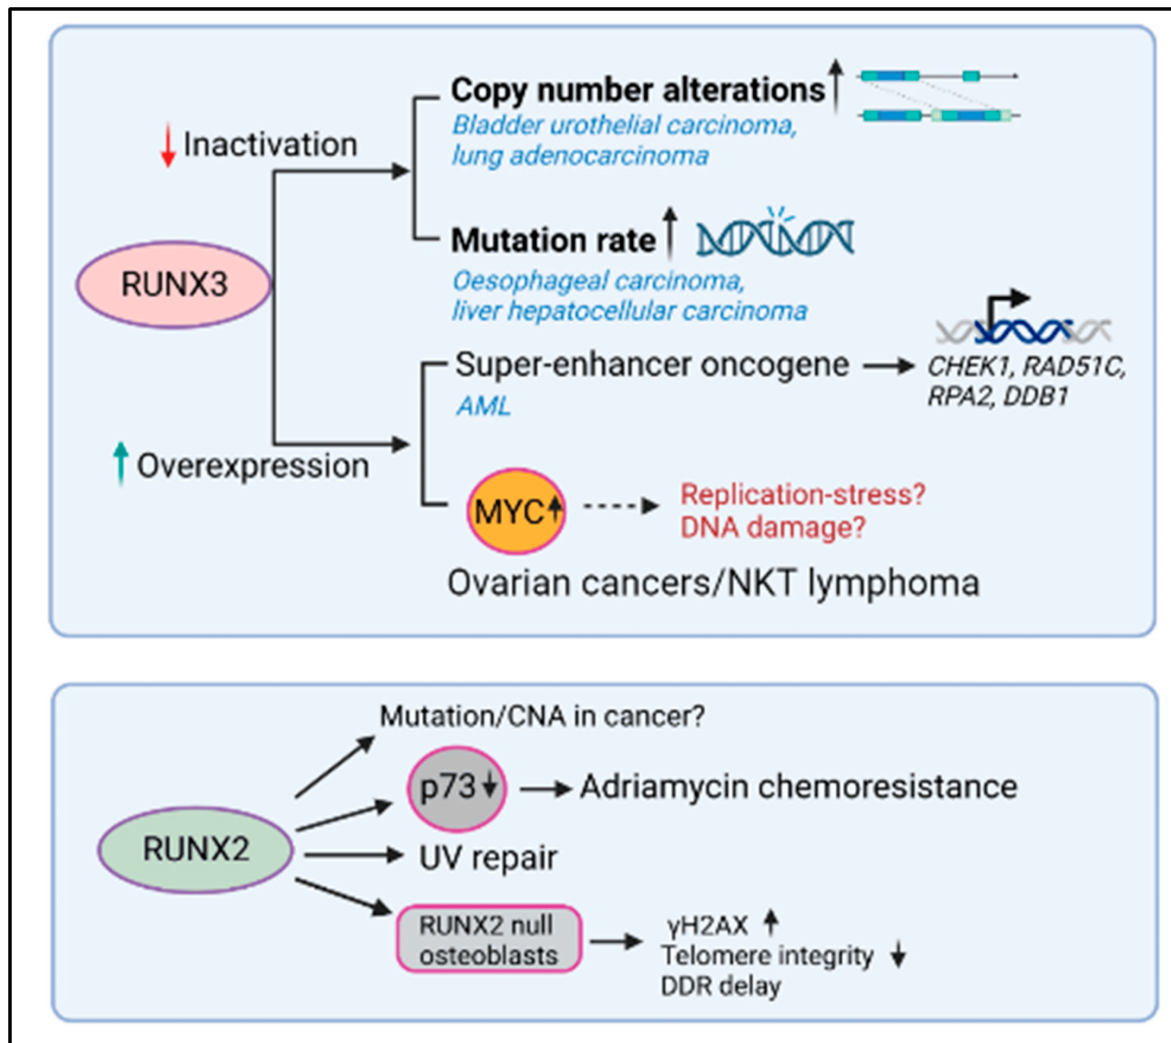 Copy number alterations ↑
Bladder urothelial carcinoma,
lung adenocarcinoma
↓ Inactivation
Mutation rate ↑
Oesophageal carcinoma,
liver hepatocellular carcinoma
RUNX3
Super-enhancer oncogene
AML
CHEK1, RAD51C,
RPA2, DDB1
↑ Overexpression
MYC↑
Replication-stress?
DNA damage?
Ovarian cancers/NKT lymphoma
Mutation/CNA in cancer?
p73↓
Adriamycin chemoresistance
RUNX2
UV repair
RUNX2 null
osteoblasts
γH2AX ↑
Telomere integrity ↓
DDR delay